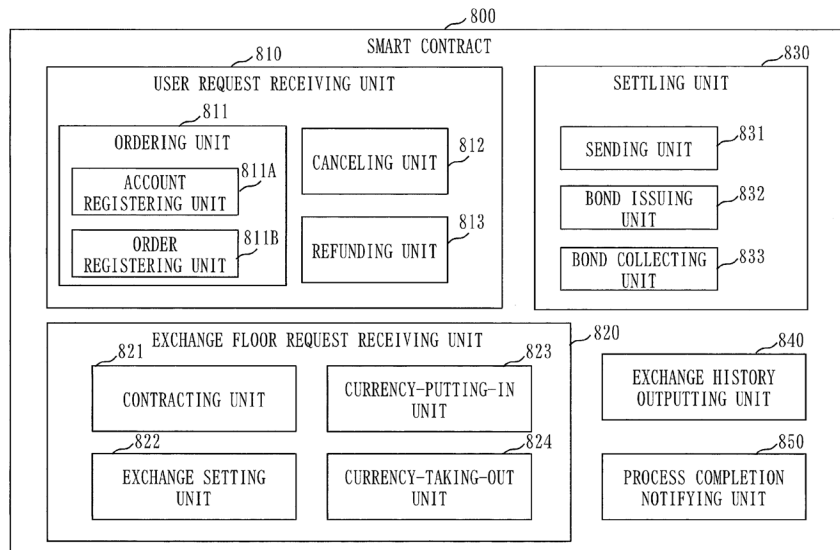 800
SMART CONTRACT
810
USER REQUEST RECEIVING UNIT
811
ORDERING UNIT
811A
ACCOUNT
REGISTERING UNIT
811B
ORDER
REGISTERING UNIT
812
CANCELING UNIT
813
REFUNDING UNIT
830
SETTLING UNIT
831
SENDING UNIT
832
BOND ISSUING
UNIT
833
BOND COLLECTING
UNIT
820
EXCHANGE FLOOR REQUEST RECEIVING UNIT
821
CONTRACTING UNIT
823
CURRENCY-PUTTING-IN
UNIT
822
EXCHANGE SETTING
UNIT
824
CURRENCY-TAKING-OUT
UNIT
840
EXCHANGE HISTORY
OUTPUTTING UNIT
850
PROCESS COMPLETION
NOTIFYING UNIT